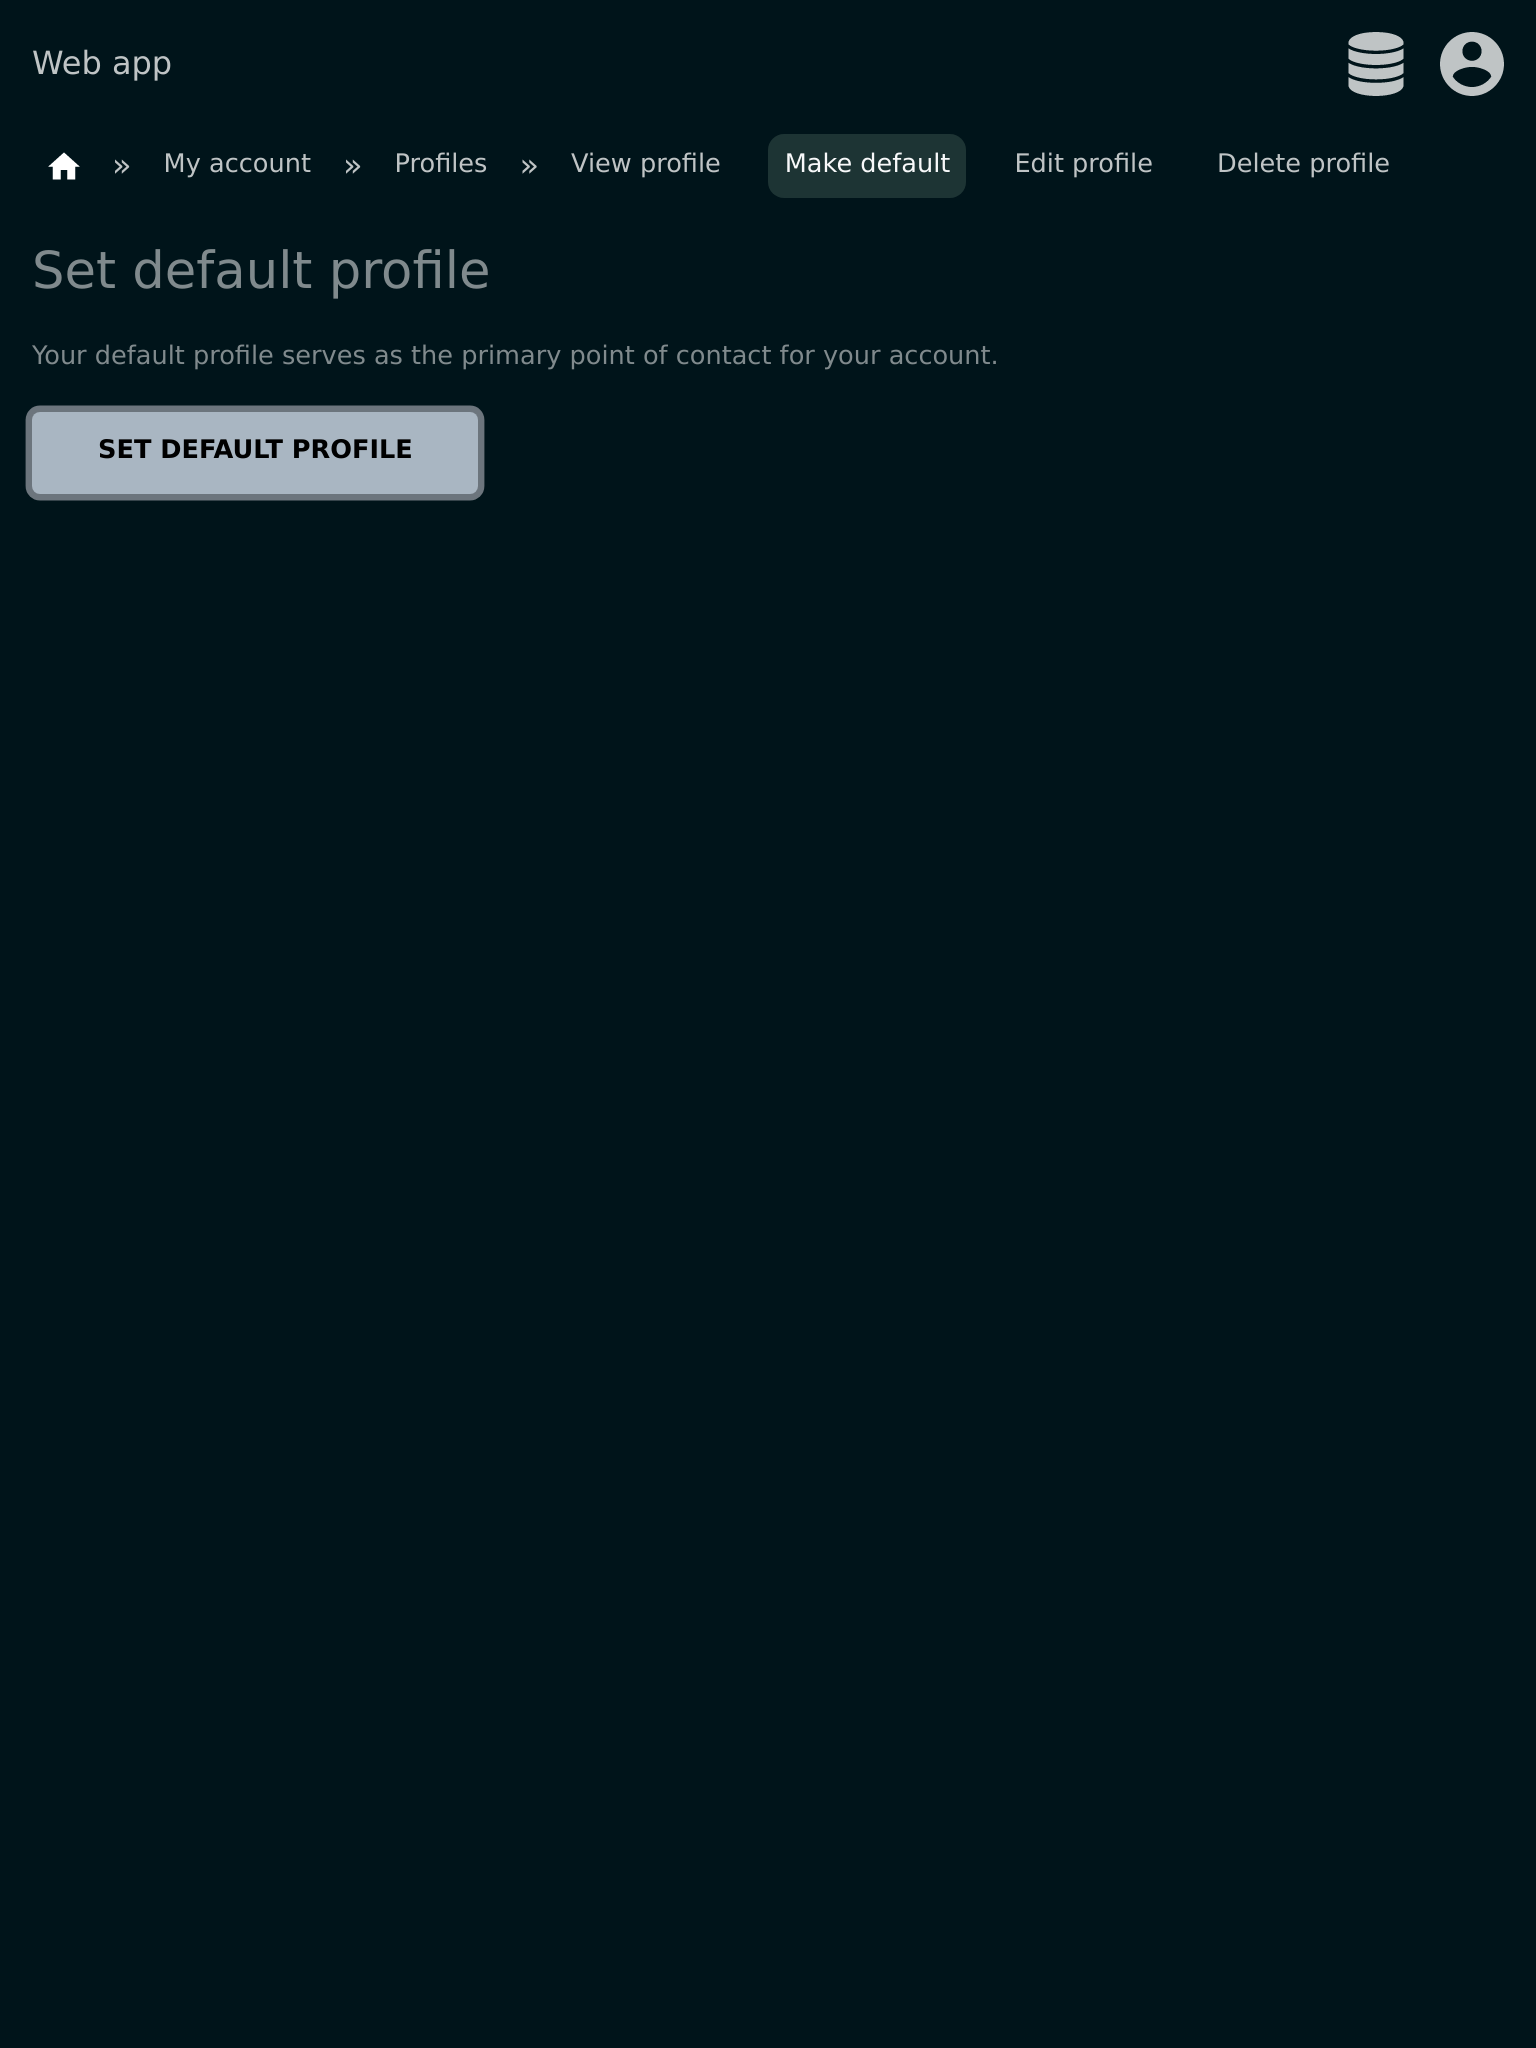 Web app
» My account » Profiles » View profile Make default Edit profile Delete profile
Set default profile
Your default profile serves as the primary point of contact for your account.
SET DEFAULT PROFILE